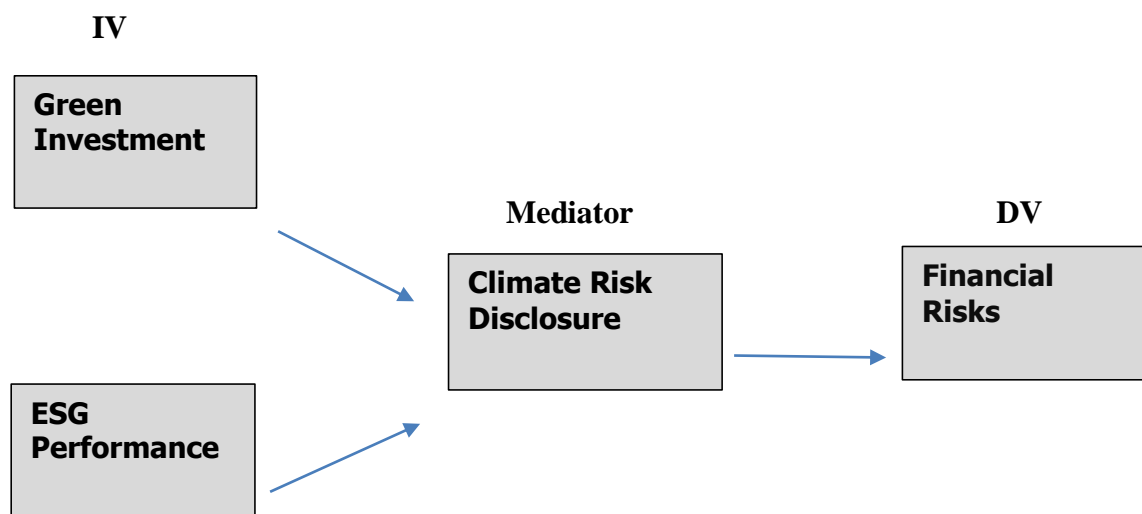 IV
Green
Investment
Mediator
DV
Climate Risk
Disclosure
Financial
Risks
ESG
Performance